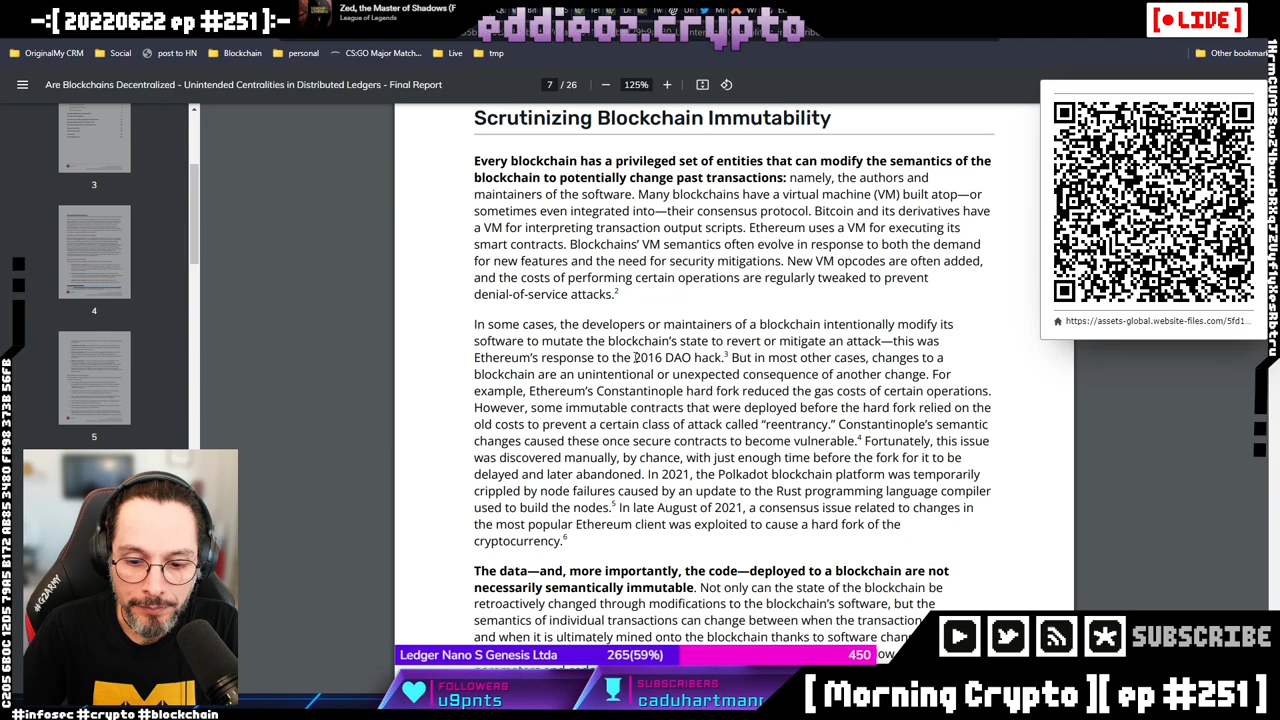 -:[ 20220622 ep #251]:-
Zed, the Master of Shadows (F
League of Legends
eddieoz.crypto
[ LIVE ]
OriginalMy CRM
Social
post to HN
Blockchain
personal
CS:GO Major Match...
Live
tmp
Other bookmar
Are Blockchains Decentralized - Unintended Centralities in Distributed Ledgers - Final Report
7 / 26
125%
3
4
5
Scrutinizing Blockchain Immutability
Every blockchain has a privileged set of entities that can modify the semantics of the
blockchain to potentially change past transactions: namely, the authors and
maintainers of the software. Many blockchains have a virtual machine (VM) built atop—or
sometimes even integrated into—their consensus protocol. Bitcoin and its derivatives have
a VM for interpreting transaction output scripts. Ethereum uses a VM for executing its
smart contracts. Blockchains’ VM semantics often evolve in response to both the demand
for new features and the need for security mitigations. New VM opcodes are often added,
and the costs of performing certain operations are regularly tweaked to prevent
denial-of-service attacks.2
In some cases, the developers or maintainers of a blockchain intentionally modify its
software to mutate the blockchain’s state to revert or mitigate an attack—this was
Ethereum’s response to the 2016 DAO hack.3 But in most other cases, changes to a
blockchain are an unintentional or unexpected consequence of another change. For
example, Ethereum’s Constantinople hard fork reduced the gas costs of certain operations.
However, some immutable contracts that were deployed before the hard fork relied on the
old costs to prevent a certain class of attack called “reentrancy.” Constantinople’s semantic
changes caused these once secure contracts to become vulnerable.4 Fortunately, this issue
was discovered manually, by chance, with just enough time before the fork for it to be
delayed and later abandoned. In 2021, the Polkadot blockchain platform was temporarily
crippled by node failures caused by an update to the Rust programming language compiler
used to build the nodes.5 In late August of 2021, a consensus issue related to changes in
the most popular Ethereum client was exploited to cause a hard fork of the
cryptocurrency.6
The data—and, more importantly, the code—deployed to a blockchain are not
necessarily semantically immutable. Not only can the state of the blockchain be
retroactively changed through modifications to the blockchain’s software, but the
semantics of individual transactions can change between when the transaction
and when it is ultimately mined onto the blockchain thanks to software chan
https://assets-global.website-files.com/5fd1...
Ledger Nano S Genesis Ltda
265(59%)
450
FOLLOWERS
u9pnts
SUBSCRIBERS
caduhartmann
SUBSCRIBE
[ Morning Crypto ][ ep #251 ]
#infosec #crypto #blockchain